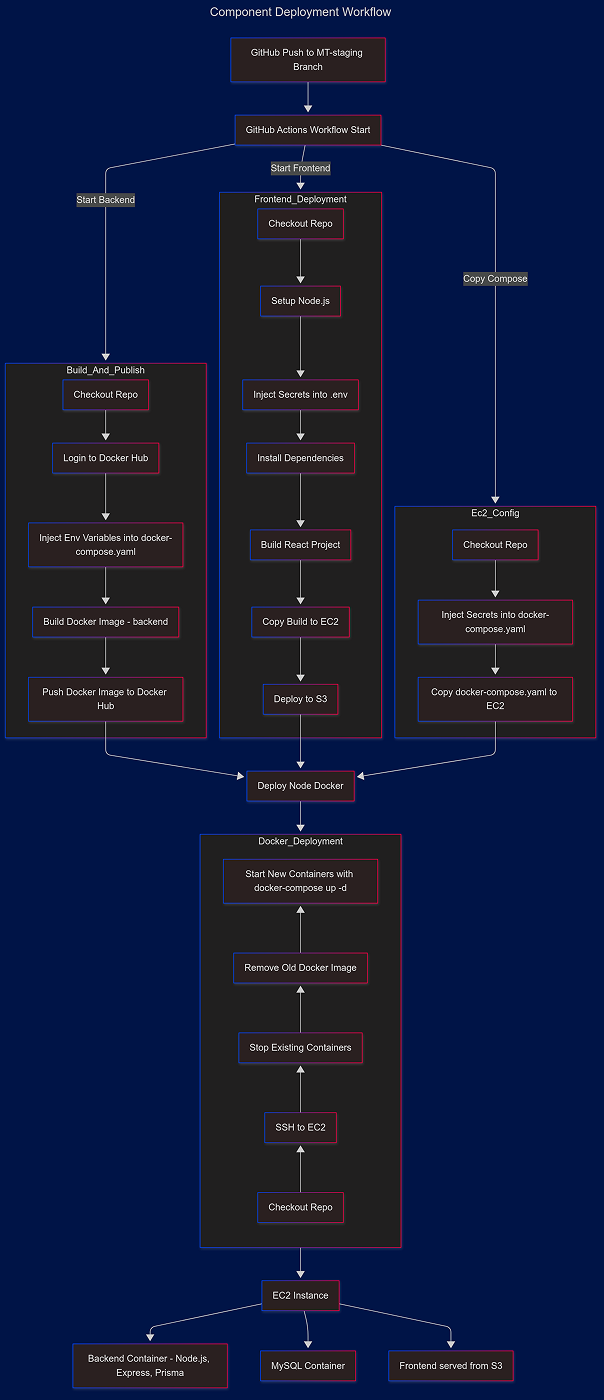 Component Deployment Workflow
GitHub Push to MT-staging
Branch
GitHub Actions Workflow Start
Start Backend
Start Frontend
Copy Compose
Frontend_Deployment
Checkout Repo
Setup Node.js
Inject Secrets into .env
Install Dependencies
Build React Project
Copy Build to EC2
Deploy to S3
Build_And_Publish
Checkout Repo
Login to Docker Hub
Inject Env Variables into docker-
compose.yaml
Build Docker Image - backend
Push Docker Image to Docker
Hub
Ec2_Config
Checkout Repo
Inject Secrets into docker-
compose.yaml
Copy docker-compose.yaml to
EC2
Deploy Node Docker
Docker_Deployment
Start New Containers with
docker-compose up -d
Remove Old Docker Image
Stop Existing Containers
SSH to EC2
Checkout Repo
EC2 Instance
Backend Container - Node.js,
Express, Prisma
MySQL Container
Frontend served from S3